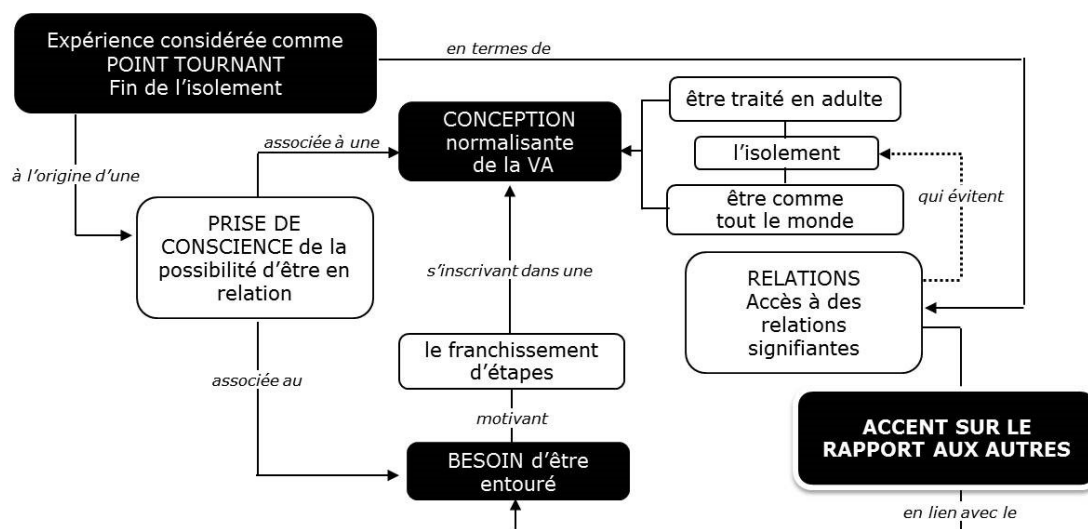 Expérience considérée comme
POINT TOURNANT
Fin de l'isolement
en termes de
être traité en adulte
CONCEPTION
normalisante
de la VA
associée à une
l'isolement
à l'origine d'une
qui évitent
être comme
tout le monde
PRISE DE
CONSCIENCE de la
possibilité d'être en
relation
s'inscrivant dans une
RELATIONS
Accès à des
relations
signifiantes
le franchissement
d'étapes
associée au
motivant
ACCENT SUR LE
RAPPORT AUX AUTRES
BESOIN d'être
entouré
en lien avec le